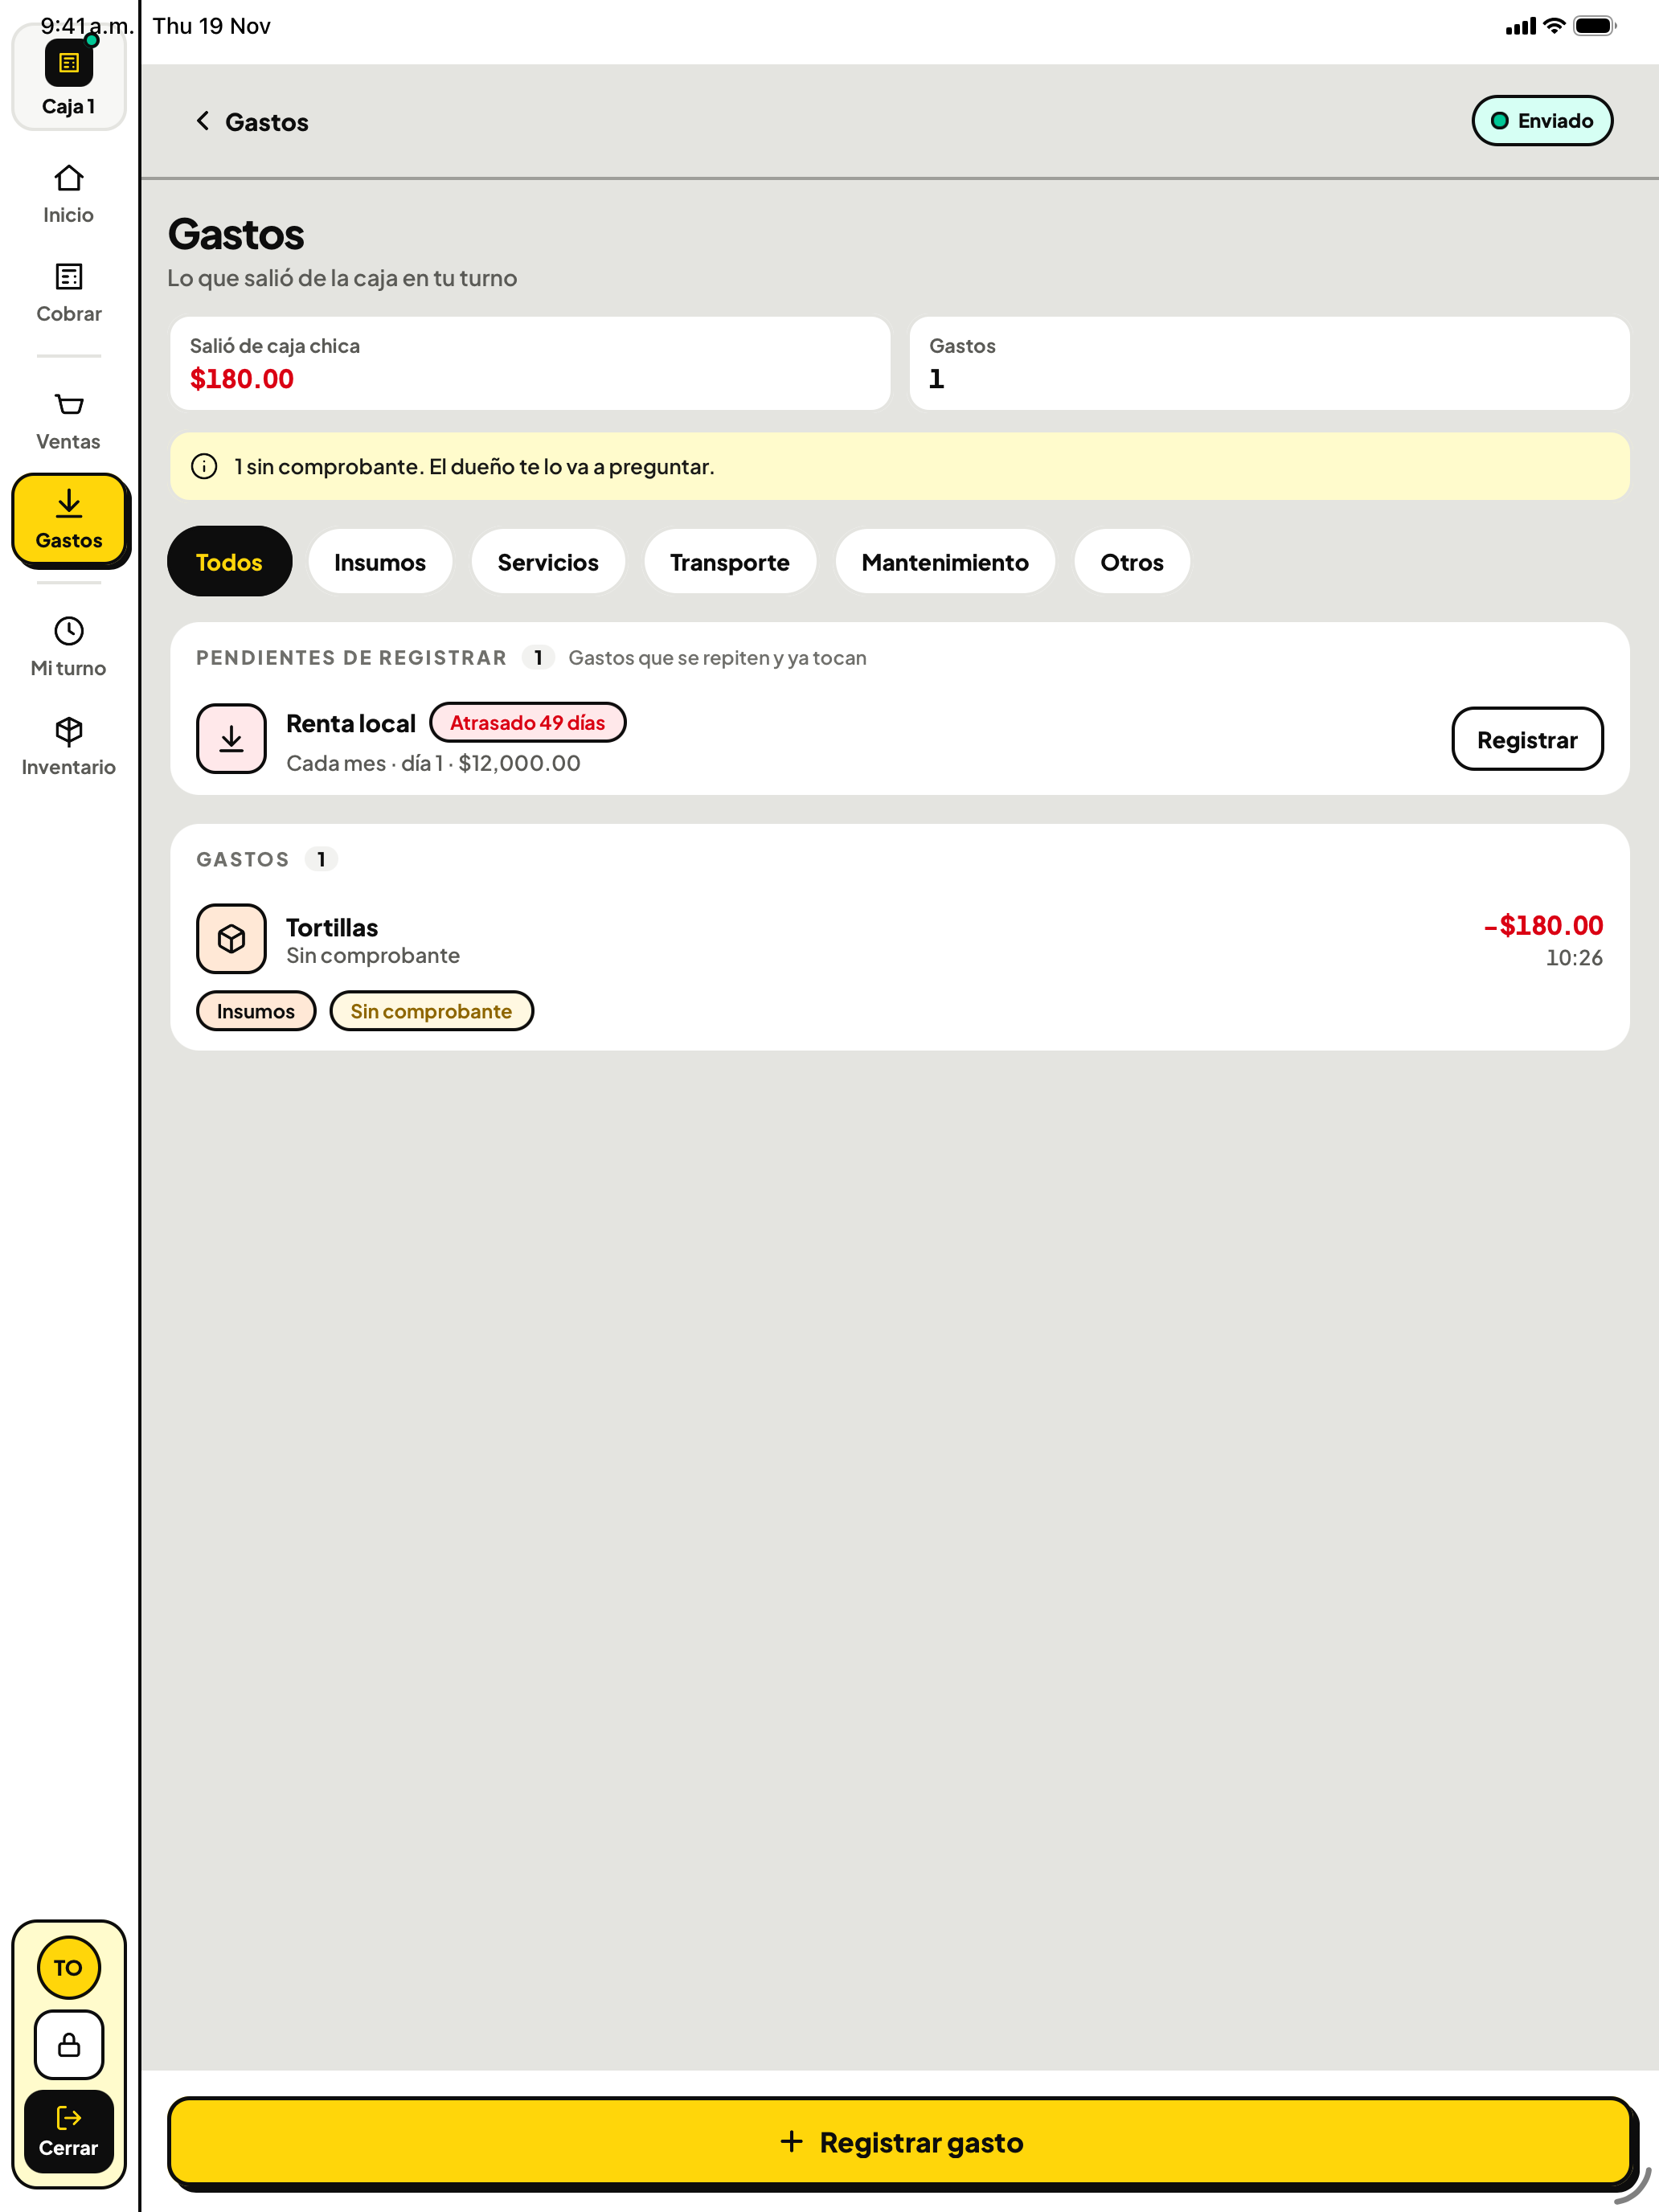 9:41 a.m. Thu 19 Nov
Caja 1
Inicio
Cobrar
Ventas
Gastos
Mi turno
Inventario
TO
Cerrar
Gastos
Enviado
Gastos
Lo que salió de la caja en tu turno
Salió de caja chica
$180.00
Gastos
1
1 sin comprobante. El dueño te lo va a preguntar.
Todos Insumos Servicios Transporte Mantenimiento Otros
PENDIENTES DE REGISTRAR 1 Gastos que se repiten y ya tocan
Renta local Atrasado 49 días
Cada mes · día 1 · $12,000.00
Registrar
GASTOS 1
Tortillas
Sin comprobante
-$180.00
10:26
Insumos Sin comprobante
+ Registrar gasto